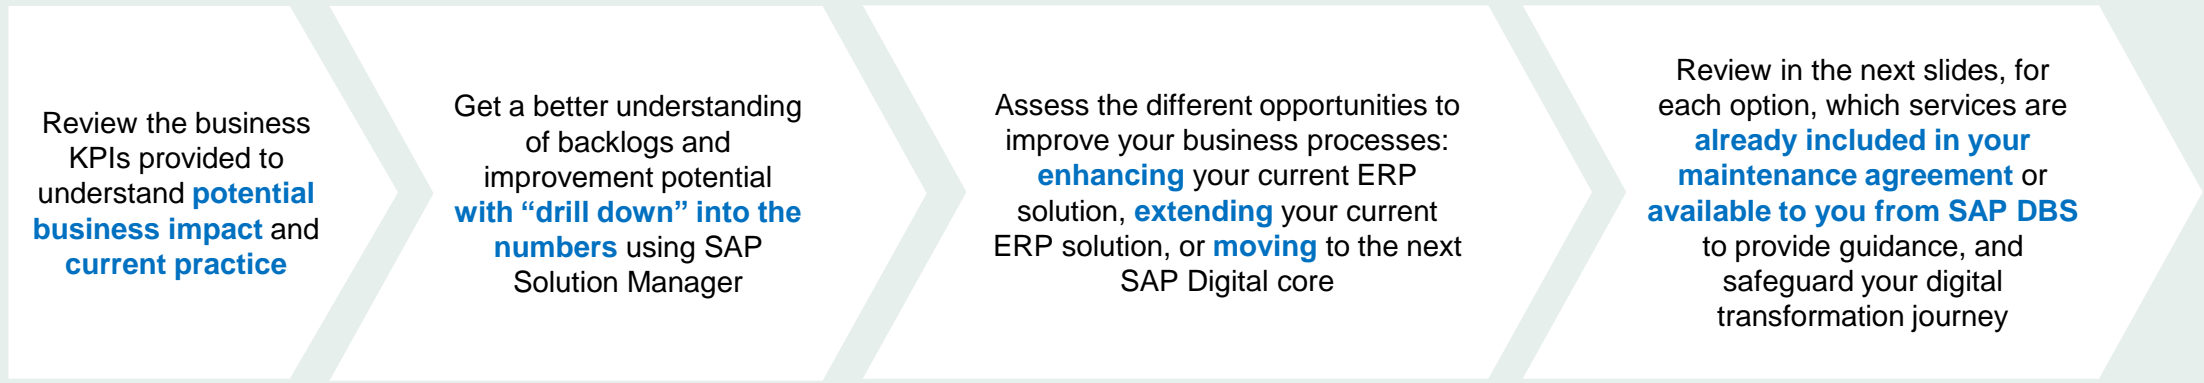 Review the business
KPIs provided to
understand potential
business impact and
current practice
Get a better understanding
of backlogs and
improvement potential
with “drill down” into the
numbers using SAP
Solution Manager
Assess the different opportunities to
improve your business processes:
enhancing your current ERP
solution, extending your current
ERP solution, or moving to the next
SAP Digital core
Review in the next slides, for
each option, which services are
already included in your
maintenance agreement or
available to you from SAP DBS
to provide guidance, and
safeguard your digital
transformation journey